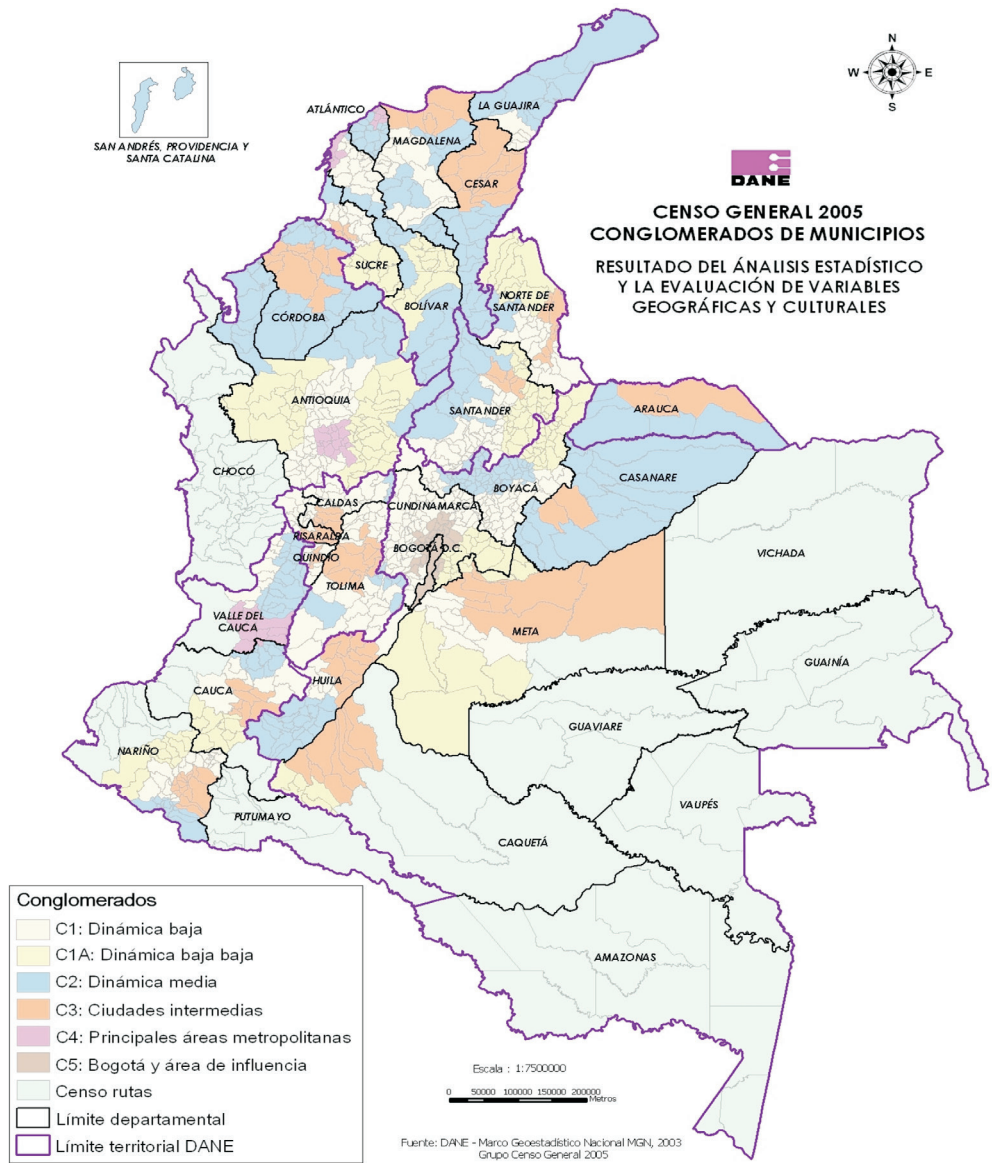 N
W E
S
SAN ANDRÉS, PROVIDENCIA Y
SANTA CATALINA
ATLÁNTICO
LA GUAJIRA
MAGDALENA
CESAR
DANE
CENSO GENERAL 2005
CONGLOMERADOS DE MUNICIPIOS
RESULTADO DEL ÁNALISIS ESTADÍSTICO
Y LA EVALUACIÓN DE VARIABLES
GEOGRÁFICAS Y CULTURALES
SUCRE
BOLÍVAR
NORTE DE
SANTANDER
CÓRDOBA
ANTIOQUIA
SANTANDER
ARAUCA
CHOCÓ
BOYACÁ
CASANARE
CALDAS
CUNDINAMARCA
RISARALDA
QUINDIO
BOGOTÁ D.C.
VICHADA
TOLIMA
VALLE DEL
CAUCA
META
GUAINÍA
CAUCA
HUILA
GUAVIARE
NARIÑO
VAUPÉS
PUTUMAYO
CAQUETÁ
AMAZONAS
Conglomerados
C1: Dinámica baja
C1A: Dinámica baja baja
C2: Dinámica media
C3: Ciudades intermedias
C4: Principales áreas metropolitanas
C5: Bogotá y área de influencia
Censo rutas
Límite departamental
Límite territorial DANE
Escala : 1:7500000
0 50000 100000 150000 200000
Metros
Fuente: DANE - Marco Geoestadístico Nacional MGN, 2003
Grupo Censo General 2005